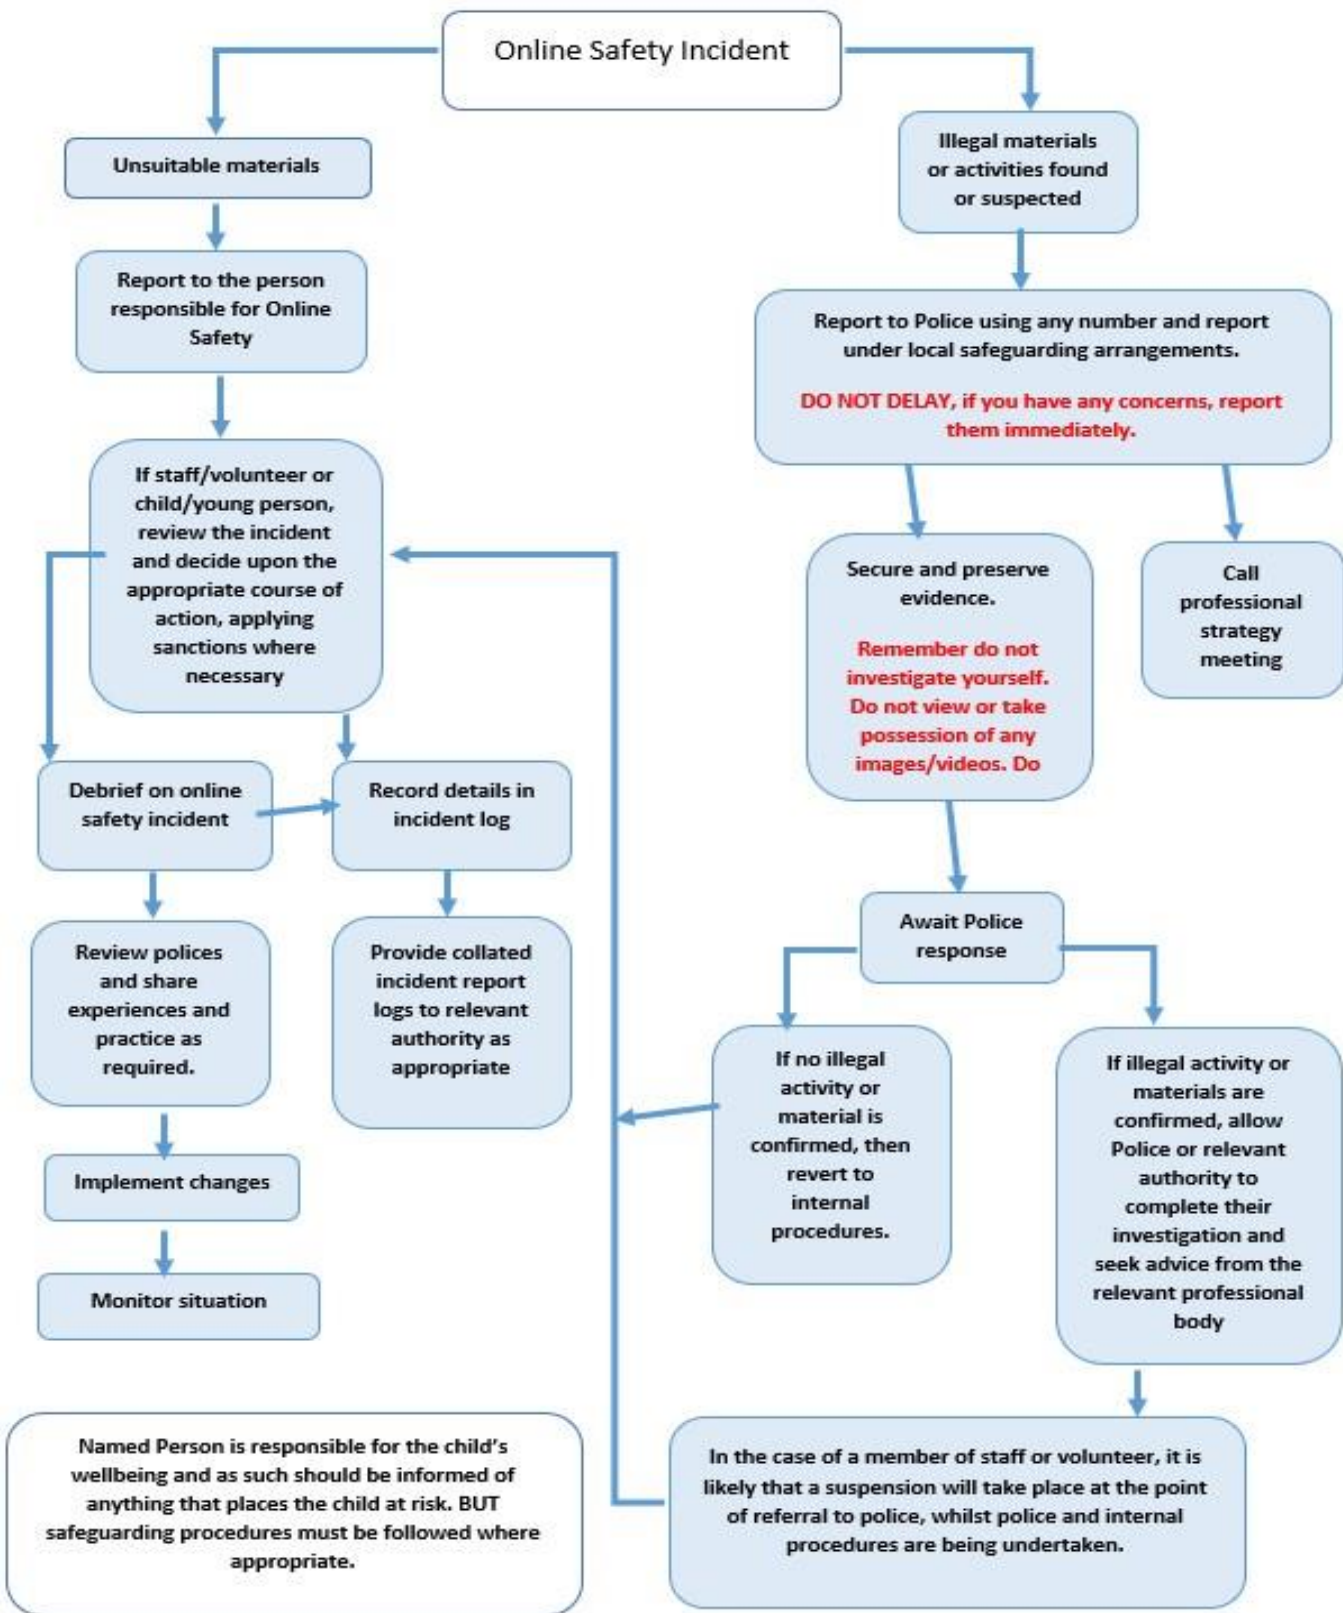 Online Safety Incident
Unsuitable materials
Illegal materials
or activities found
or suspected
Report to the person
responsible for Online
Safety
Report to Police using any number and report
under local safeguarding arrangements.
DO NOT DELAY, if you have any concerns, report
them immediately.
If staff/volunteer or
child/young person,
review the incident
and decide upon the
appropriate course of
action, applying
sanctions where
necessary
Secure and preserve
evidence.
Remember do not
investigate yourself.
Do not view or take
possession of any
images/videos. Do
Call
professional
strategy
meeting
Debrief on online
safety incident
Record details in
incident log
Review polices
and share
experiences and
practice as
required.
Provide collated
incident report
logs to relevant
authority as
appropriate
Await Police
response
If no illegal
activity or
material is
confirmed, then
revert to
internal
procedures.
If illegal activity or
materials are
confirmed, allow
Police or relevant
authority to
complete their
investigation and
seek advice from the
relevant professional
body
Implement changes
Monitor situation
Named Person is responsible for the child’s
wellbeing and as such should be informed of
anything that places the child at risk. BUT
safeguarding procedures must be followed where
appropriate.
In the case of a member of staff or volunteer, it is
likely that a suspension will take place at the point
of referral to police, whilst police and internal
procedures are being undertaken.